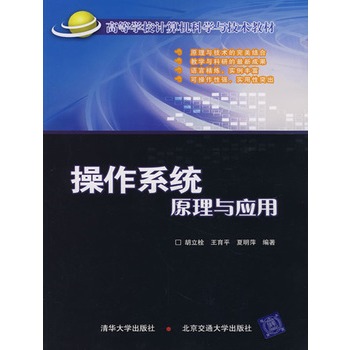 高等学校计算机科学与技术教材
原理与技术的完美结合
教学与科研的最新成果
语言精炼,实例丰富
可操作性强,实用性突出
操作系统
原理与应用
□ 胡立栓 王育平 夏明萍 编著
清华大学出版社 ● 北京交通大学出版社